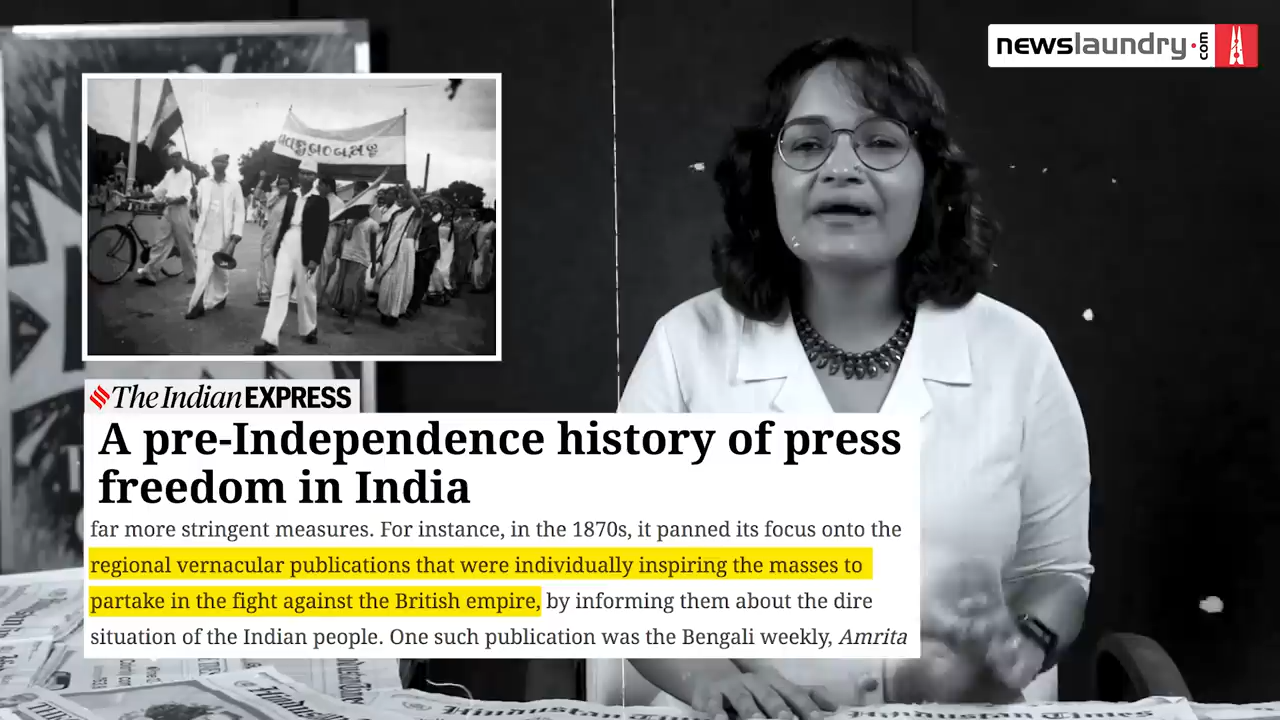 newslaundry.com
The Indian EXPRESS
A pre-Independence history of press
freedom in India
far more stringent measures. For instance, in the 1870s, it panned its focus onto the
regional vernacular publications that were individually inspiring the masses to
partake in the fight against the British empire, by informing them about the dire
situation of the Indian people. One such publication was the Bengali weekly, Amrita
Hindustan Times